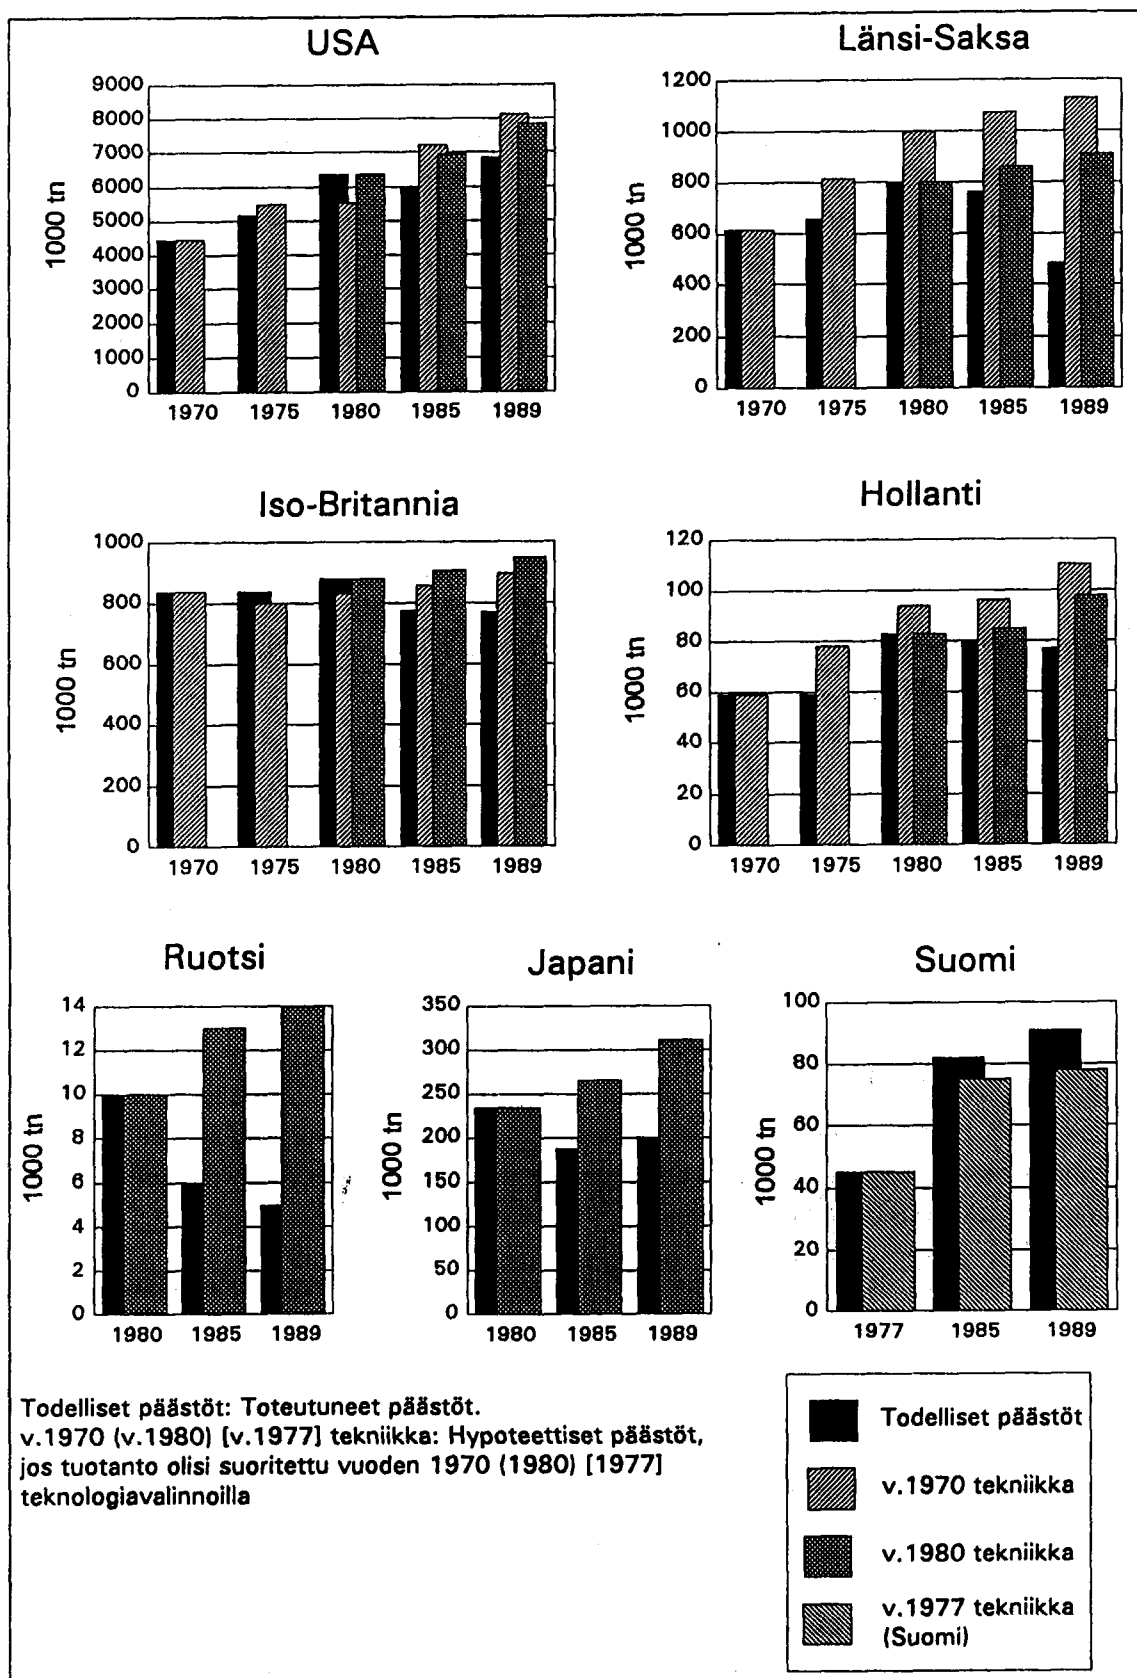 USA
9000
8000
7000
6000
5000
4000
3000
2000
1000
0
1000 tn
1970 1975 1980 1985 1989
Länsi-Saksa
1200
1000
800
600
400
200
0
1000 tn
1970 1975 1980 1985 1989
Iso-Britannia
1000
800
600
400
200
0
1000 tn
1970 1975 1980 1985 1989
Hollanti
120
100
80
60
40
20
0
1000 tn
1970 1975 1980 1985 1989
Ruotsi
14
12
10
8
6
4
2
0
1000 tn
1980 1985 1989
Japani
350
300
250
200
150
100
50
0
1000 tn
1980 1985 1989
Suomi
100
80
60
40
20
0
1000 tn
1977 1985 1989
Todelliset päästöt: Toteutuneet päästöt.
v.1970 (v.1980) [v.1977] tekniikka: Hypoteettiset päästöt,
jos tuotanto olisi suoritettu vuoden 1970 (1980) [1977]
teknologiavalinnoilla
Todelliset päästöt
v.1970 tekniikka
v.1980 tekniikka
v.1977 tekniikka
(Suomi)